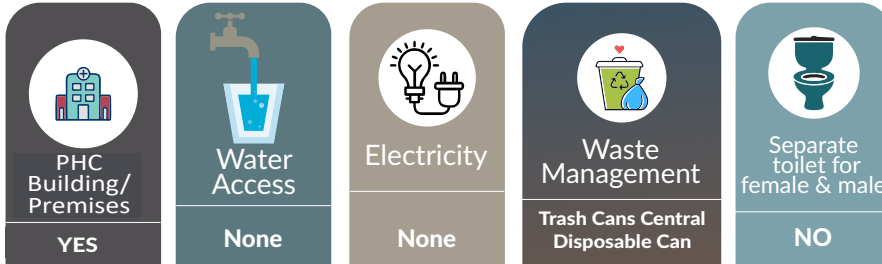 PHC
Building/
Premises
YES
Water
Access
None
Electricity
None
Waste
Management
Trash Cans Central
Disposable Can
Separate
toilet for
female & male
NO